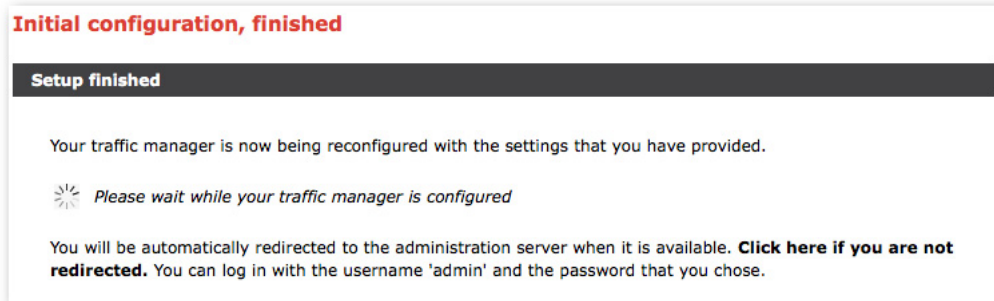 Initial configuration, finished
Setup finished
Your traffic manager is now being reconfigured with the settings that you have provided.
Please wait while your traffic manager is configured
You will be automatically redirected to the administration server when it is available. Click here if you are not
redirected. You can log in with the username 'admin' and the password that you chose.